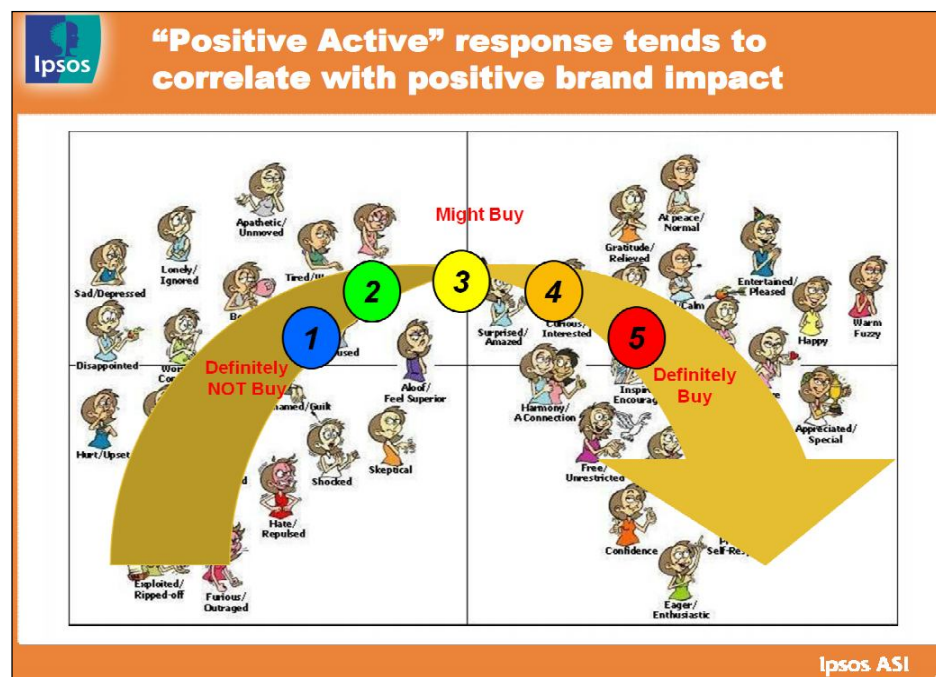 Ipsos
“Positive Active” response tends to
correlate with positive brand impact
Apathetic/
Unmoved
Lonely/
Ignored
Sad/Depressed
Tired/
Disappointed
Hurt/Upset
Definitely
NOT Buy
1
2
Might Buy
3
4
5
Definitely
Buy
Aloof/
Feel Superior
Shocked
Skeptical
Hate/
Repulsed
Exploited/
Ripped-off
Furious/
Outraged
At peace/
Normal
Gratitude/
Relieved
Entertained/
Pleased
Calm
Warm
Fuzzy
Happy
Surprised/
Amazed
Curious/
Interested
Harmony/
A Connection
Appreciated/
Special
Free/
Unrestricted
Confidence
Eager/
Enthusiastic
Ipsos ASI